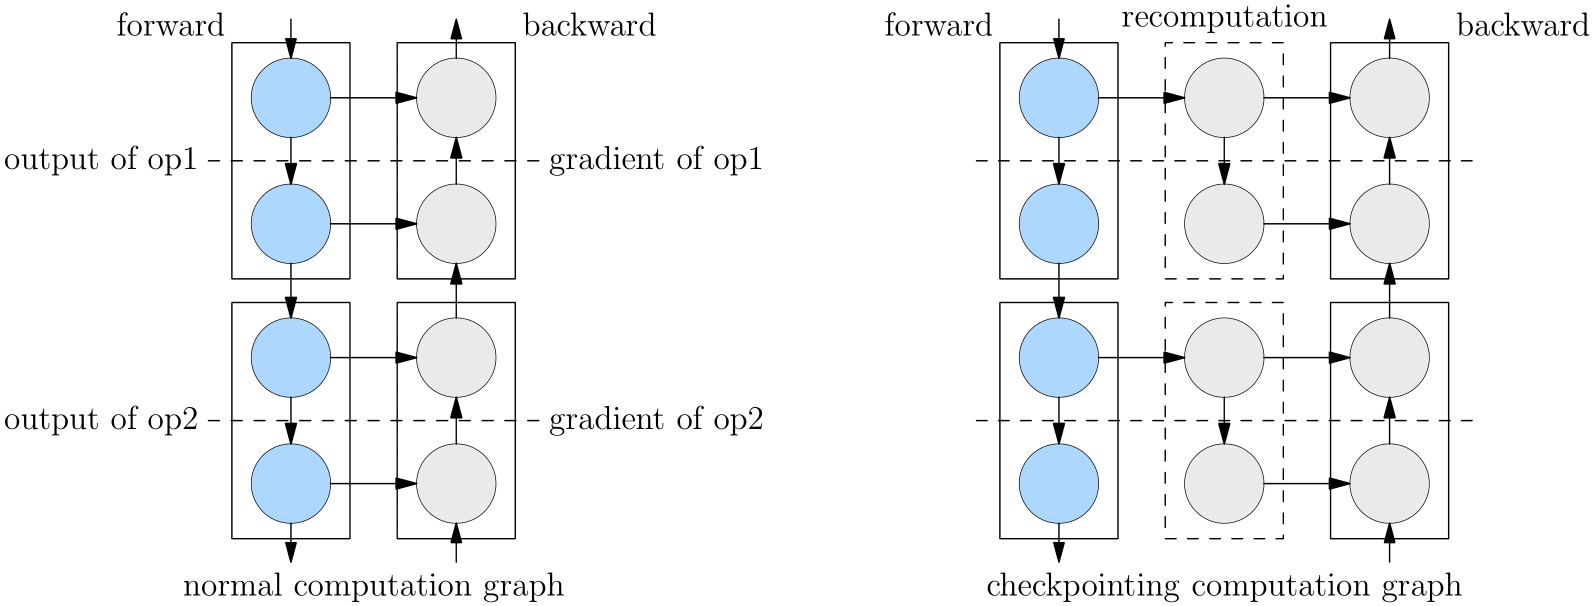 forward
backward
output of op1
gradient of op1
output of op2
gradient of op2
normal computation graph
forward
recomputation
backward
checkpointing computation graph